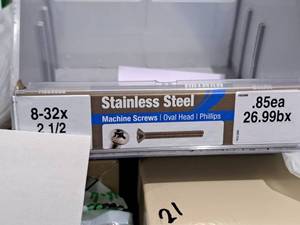 Stainless Steel
8-32x
2 1/2
Machine Screws | Oval Head | Phillips
.85ea
26.99bx
21